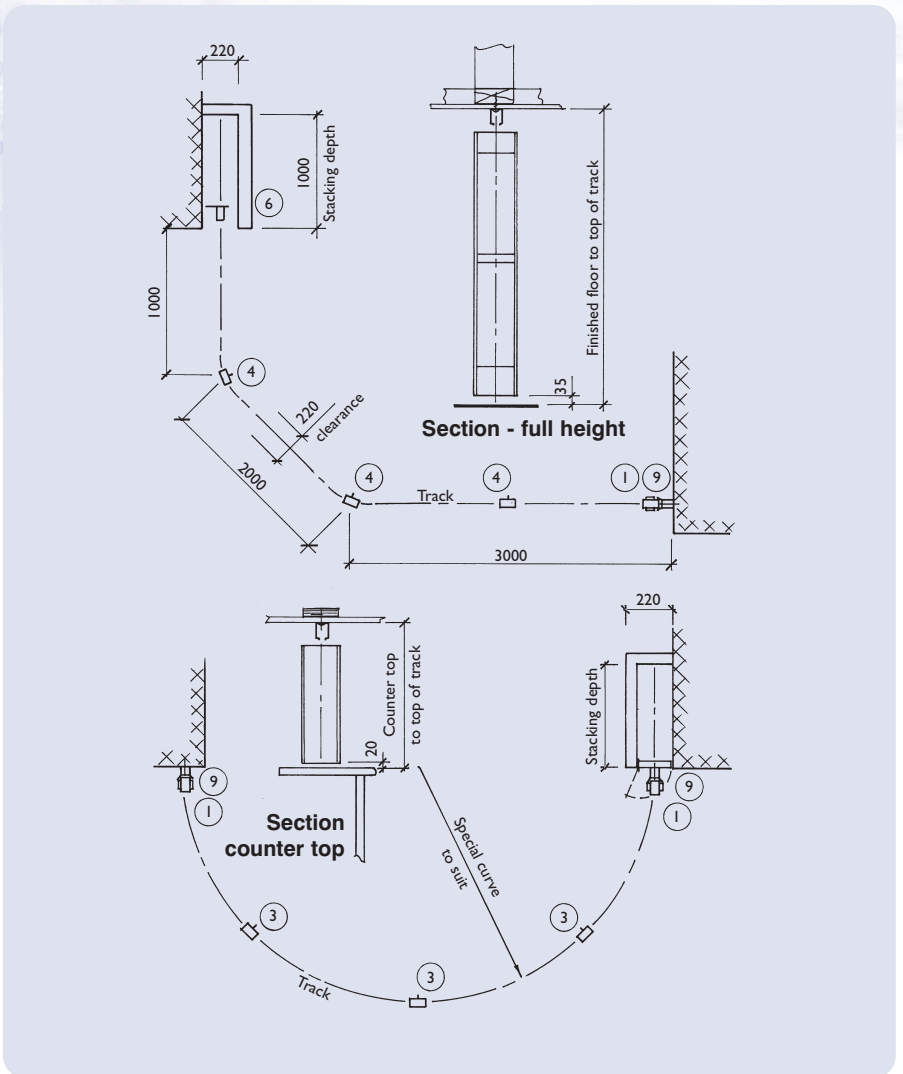 220
1000
Stacking depth
6
1000
4
220
clearance
2000
4
Track
4
1
9
3000
Finished floor to top of track
35
Section - full height
220
Stacking depth
Counter top
to top of track
20
9
1
Section
counter top
Special curve
to suit
9
1
3
3
3
Track